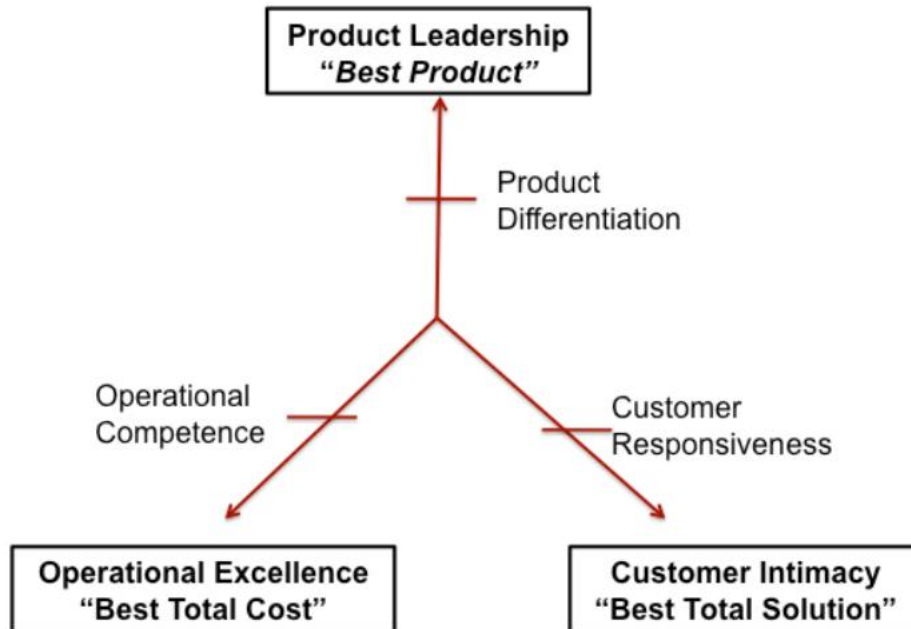 Product Leadership
“Best Product”
Product
Differentiation
Operational
Competence
Customer
Responsiveness
Operational Excellence
“Best Total Cost”
Customer Intimacy
“Best Total Solution”